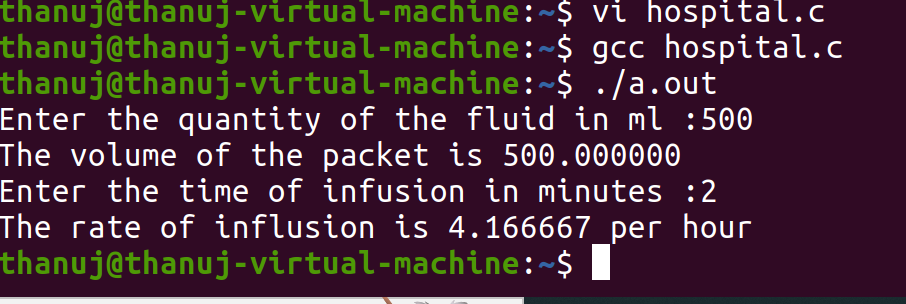 thanuj@thanuj-virtual-machine:~$ vi hospital.c
thanuj@thanuj-virtual-machine:~$ gcc hospital.c
thanuj@thanuj-virtual-machine:~$ ./a.out
Enter the quantity of the fluid in ml :500
The volume of the packet is 500.000000
Enter the time of infusion in minutes :2
The rate of influsion is 4.166667 per hour
thanuj@thanuj-virtual-machine:~$